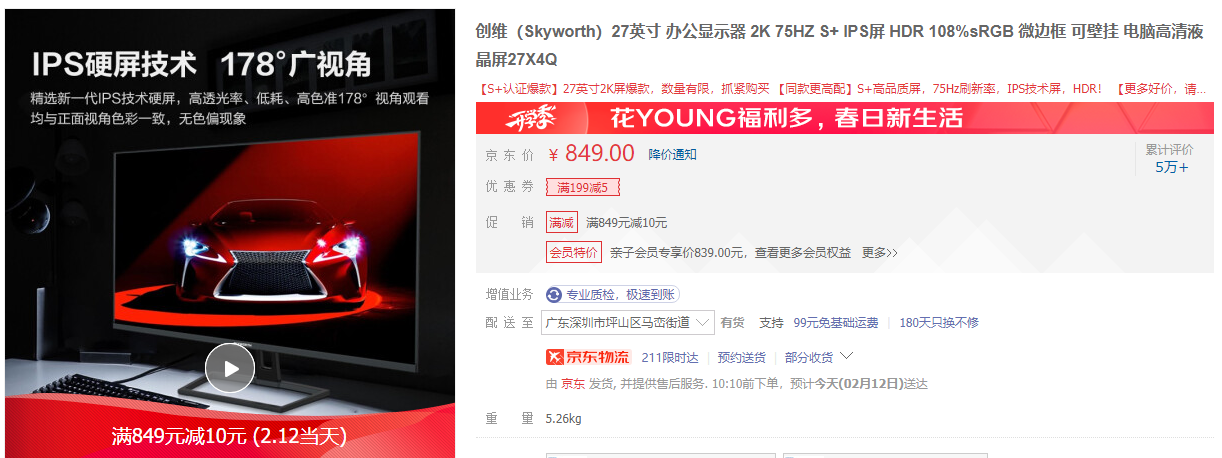 IPS硬屏技术 178°广视角
精选新一代IPS技术硬屏，高透光率、低耗、高色准178°视角观看
均与正面视角色彩一致，无色偏现象
满849元减10元 (2.12当天)
创维（Skyworth）27英寸 办公显示器 2K 75HZ S+ IPS屏 HDR 108%sRGB 微边框 可壁挂 电脑高清液
晶屏27X4Q
【S+认证爆款】27英寸2K屏爆款，数量有限，抓紧购买 【同款更高配】S+高品质屏，75Hz刷新率，IPS技术屏，HDR！ 【更多好价，请...
开学季 花YOUNG福利多，春日新生活
京东价 ￥849.00 降价通知
累计评价
5万+
优惠券 满199减5
促销 满减 满849元减10元
会员特价 亲子会员专享价839.00元，查看更多会员权益 更多>>
增值业务 专业质检，极速到账
配送至 广东深圳市坪山区马峦街道 有货 支持 99元免基础运费 180天只换不修
京东物流 211限时达 预约送货 部分收货
由 京东 发货, 并提供售后服务. 10:10前下单，预计今天(02月12日)送达
重量 5.26kg